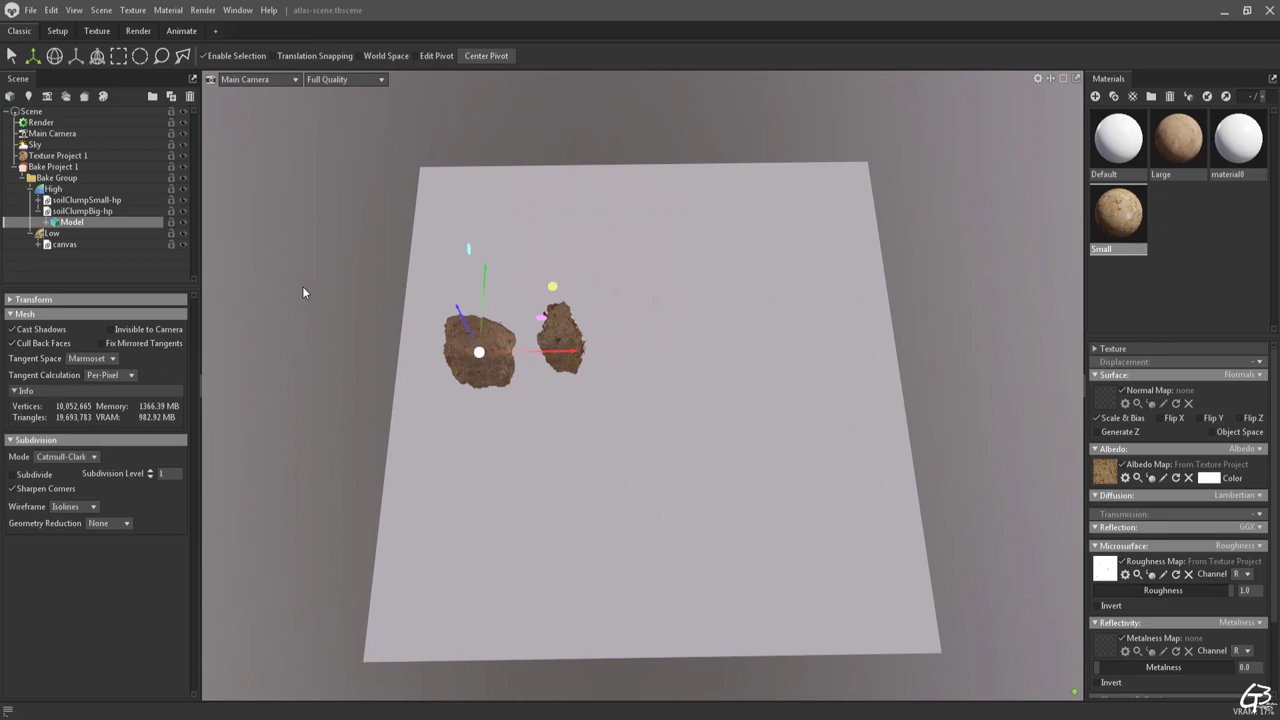 File Edit View Scene Texture Material Render Window Help atlas-scene.tbscene
Classic Setup Texture Render Animate +
Enable Selection Translation Snapping World Space Edit Pivot Center Pivot
Scene
Main Camera Full Quality
Materials
Scene
Render
Main Camera
Sky
Texture Project 1
Bake Project 1
Bake Group
High
soilClumpSmall-hp
soilClumpBig-hp
Model
Low
canvas
Transform
Mesh
Cast Shadows Invisible to Camera
Cull Back Faces Fix Mirrored Tangents
Tangent Space Marmoset
Tangent Calculation Per-Pixel
Info
Vertices: 10,052,665 Memory: 1366.39 MB
Triangles: 19,693,783 VRAM: 982.92 MB
Subdivision
Mode Catmull-Clark
Subdivide Subdivision Level 1
Sharpen Corners
Wireframe Isolines
Geometry Reduction None
Default Large material0
Small
Texture
Displacement: -
Surface: Normals
Normal Map: none
Scale & Bias Flip X Flip Y Flip Z
Generate Z Object Space
Albedo: Albedo
Albedo Map: From Texture Project
Color
Diffusion: Lambertian
Transmission: -
Reflection: GGX
Microsurface: Roughness
Roughness Map: From Texture Project
Channel R
Roughness 1.0
Invert
Reflectivity: Metalness
Metalness Map: none
Channel R
Metalness 0.0
Invert